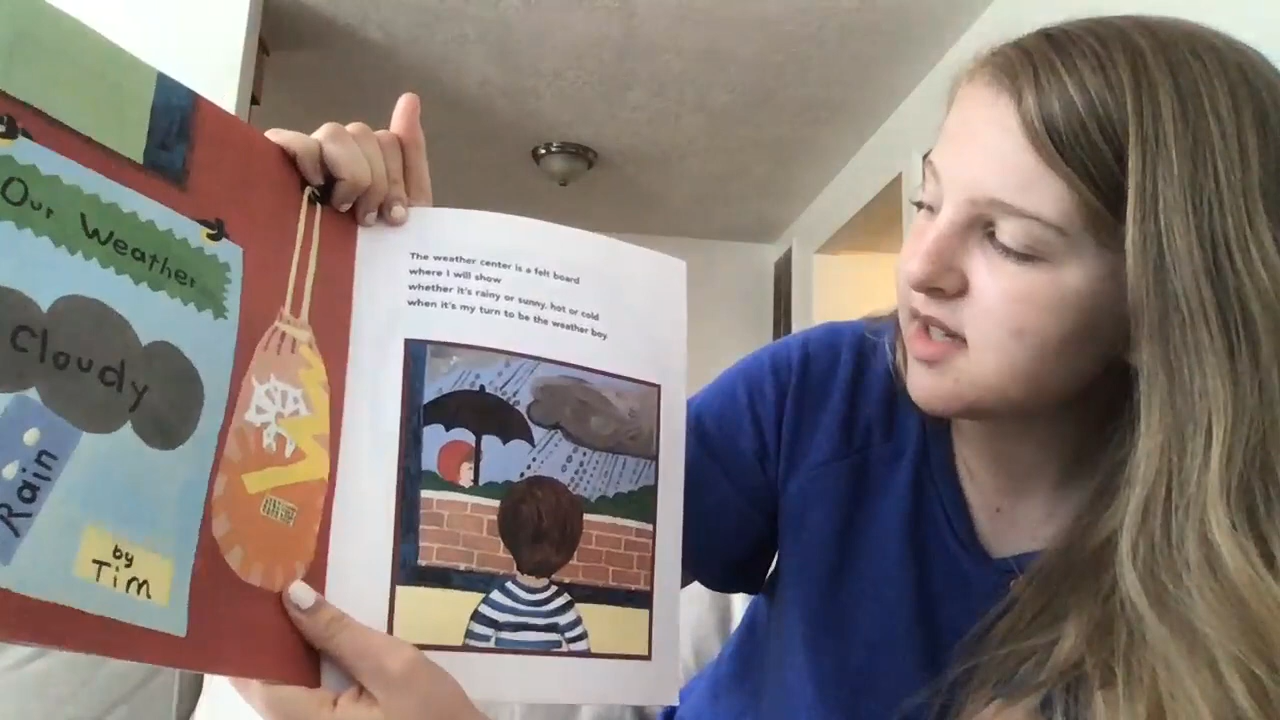 Our Weather
Cloudy
Rain
by
Tim
The weather center is a felt board
where I will show
whether it's rainy or sunny, hot or cold
when it's my turn to be the weather boy.